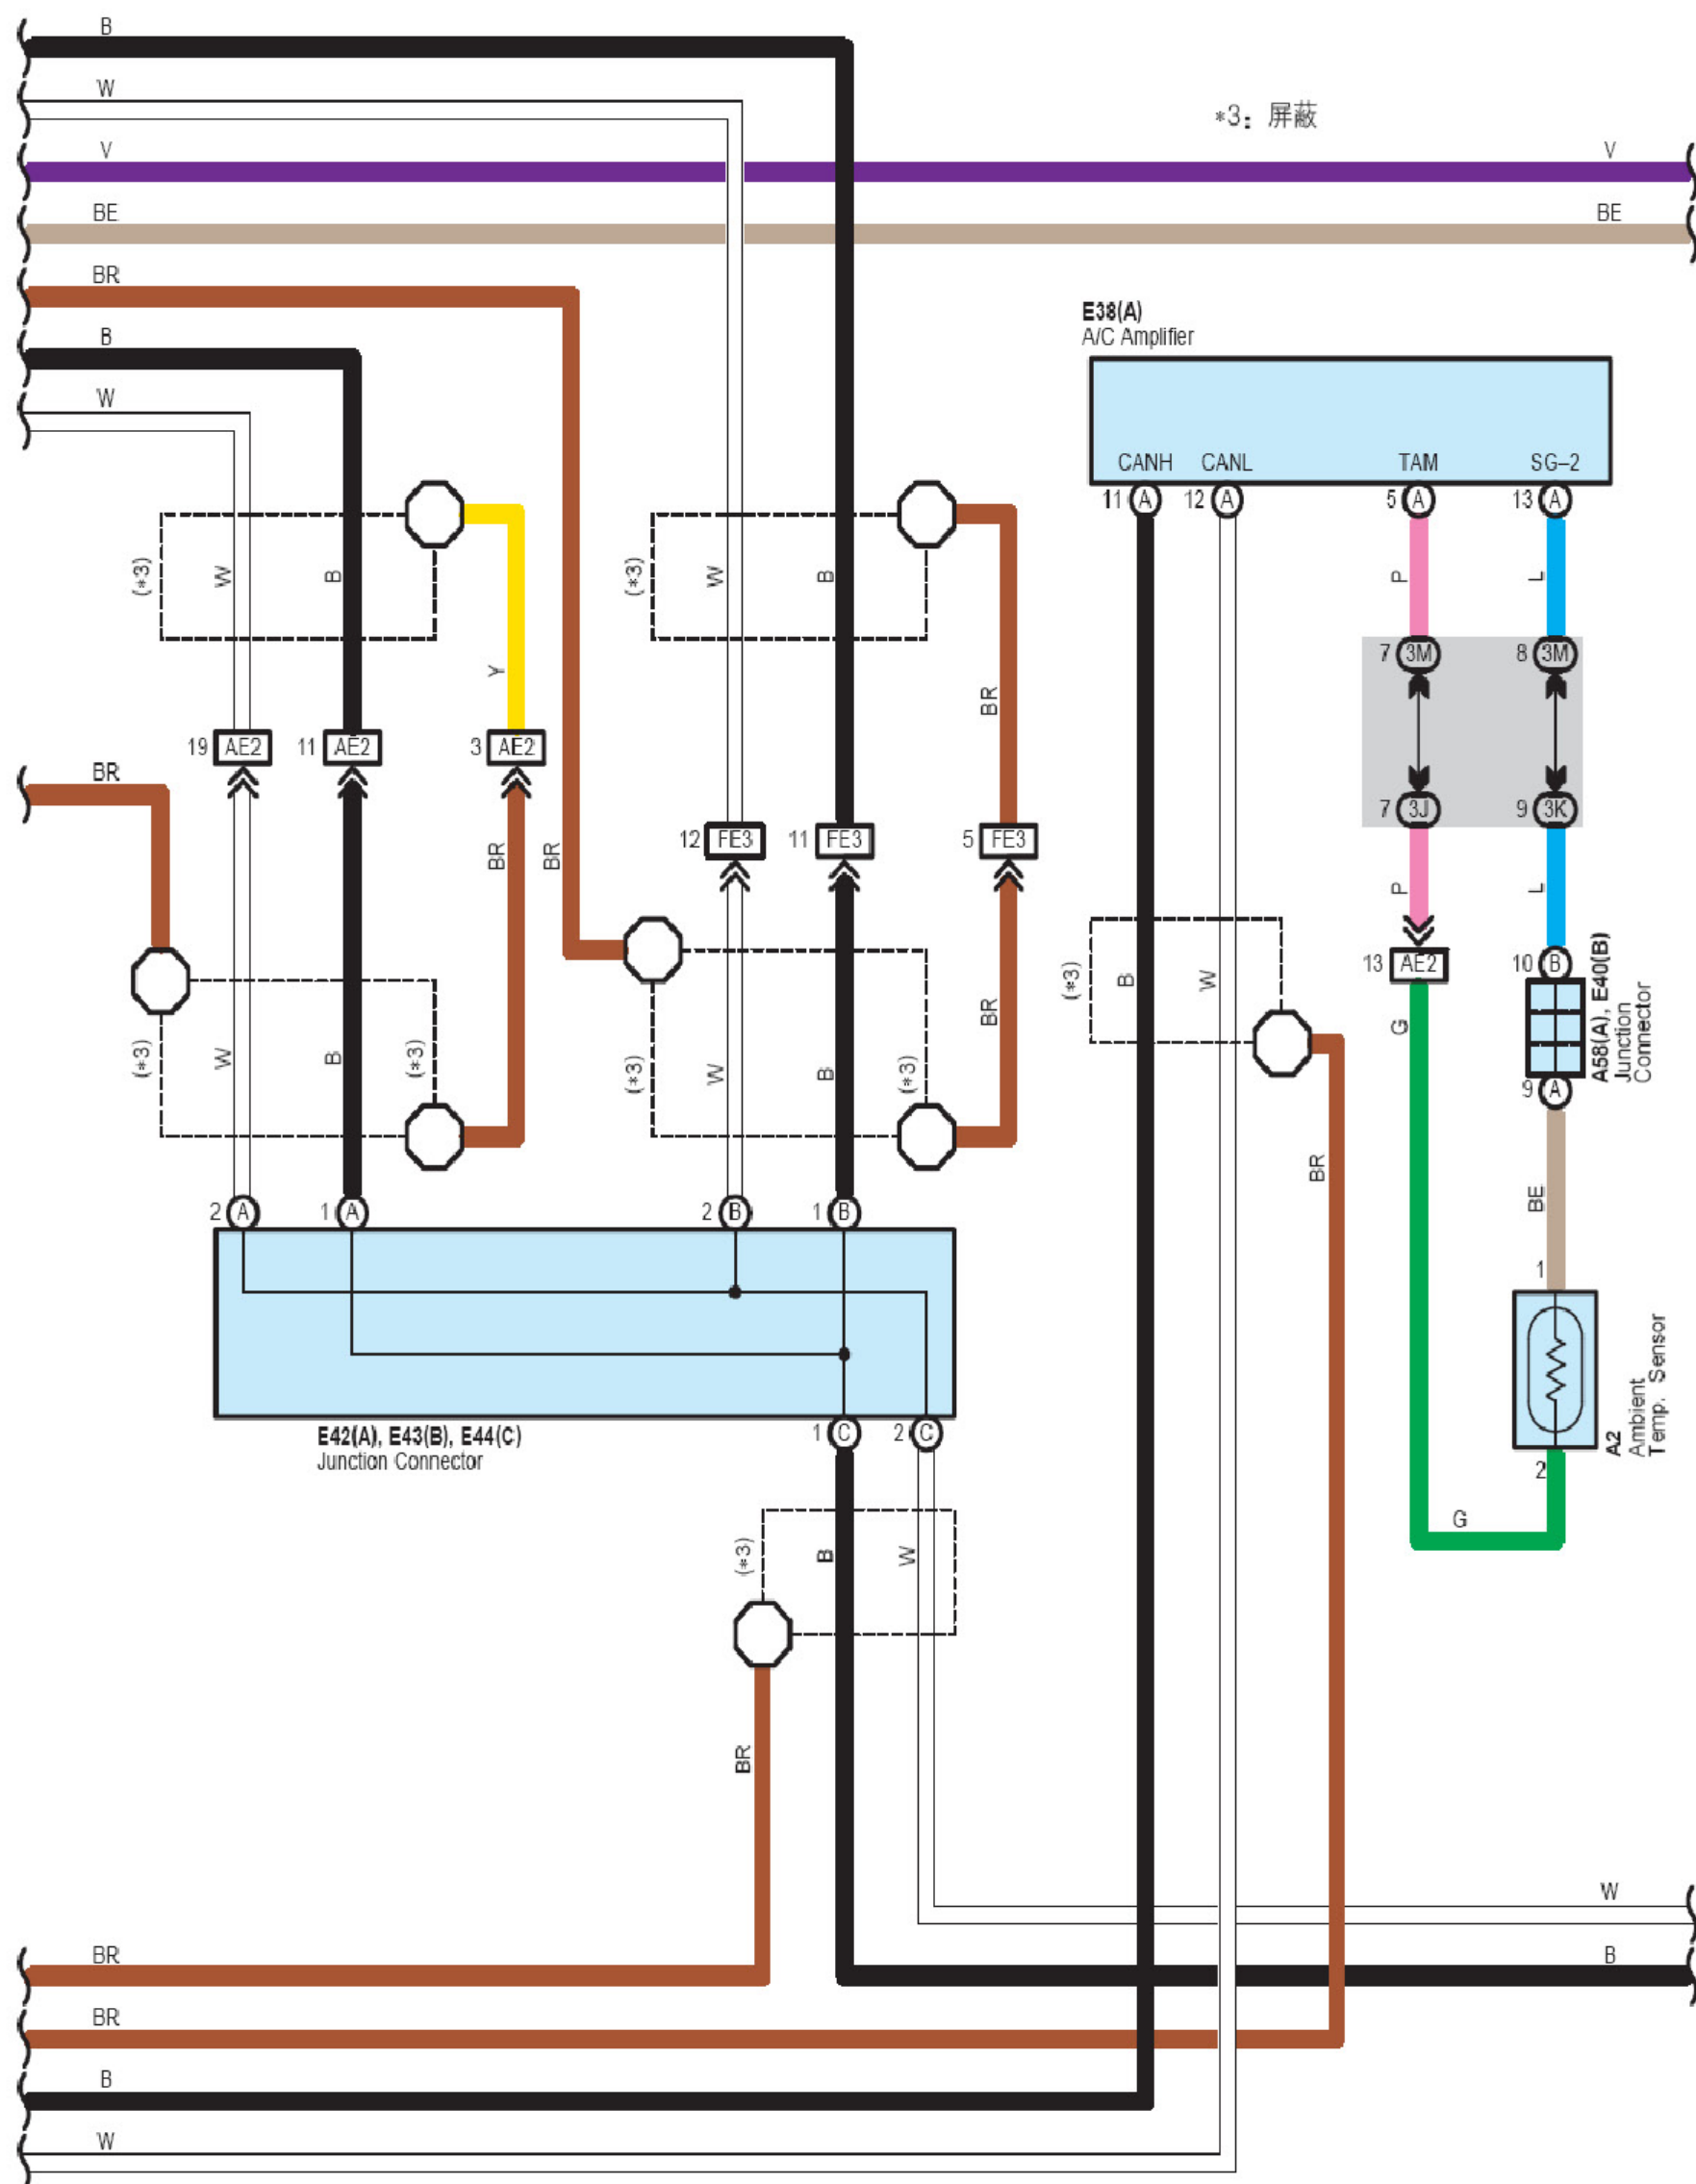 B
W
*3: 屏蔽
V
V
BE
BE
BR
E38(A)
A/C Amplifier
B
W
CANH
CANL
TAM
SG–2
11 A
12 A
5 A
13 A
(*3)
W
B
(*3)
W
B
P
L
7 3M
8 3M
Y
BR
19 AE2
11 AE2
3 AE2
BR
7 3J
9 3K
12 FE3
11 FE3
5 FE3
BR
BR
P
L
13 AE2
10 B
A58(A), E40(B)
Junction
Connector
(*3)
B
W
BR
G
(*3)
W
B
(*3)
(*3)
W
B
(*3)
9 A
BR
BE
2 A
1 A
2 B
1 B
1
A2
Ambient
Temp. Sensor
E42(A), E43(B), E44(C)
Junction Connector
1 C
2 C
2
G
(*3)
B
W
BR
W
BR
B
BR
B
W